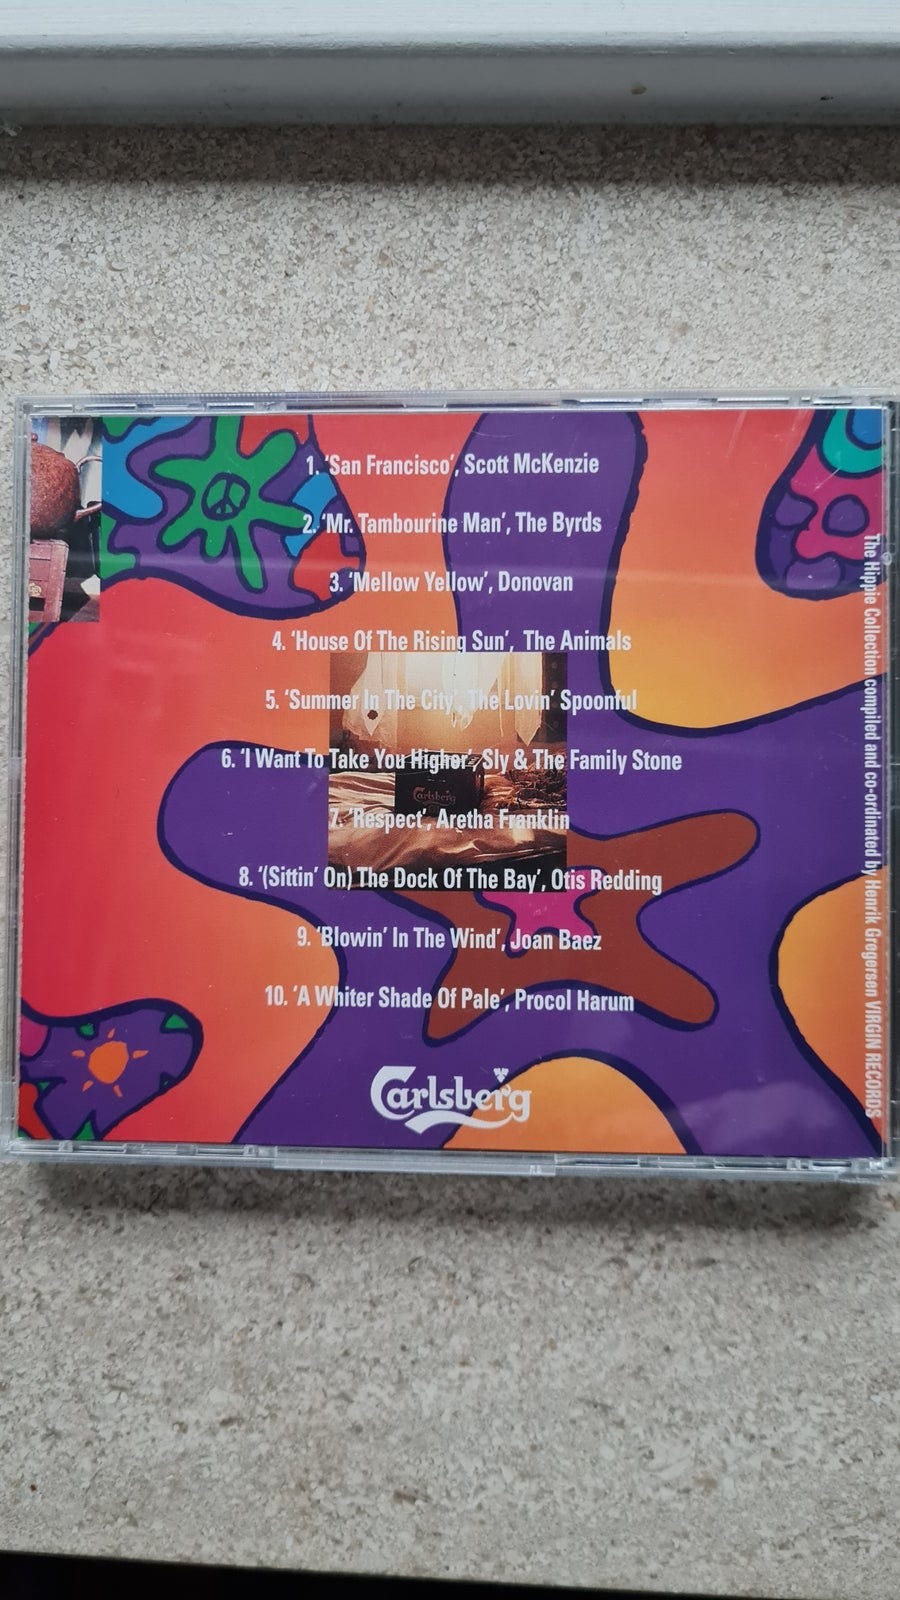 1. 'San Francisco', Scott McKenzie
2. 'Mr. Tambourine Man', The Byrds
3. 'Mellow Yellow', Donovan
4. 'House Of The Rising Sun', The Animals
5. 'Summer In The City', The Lovin' Spoonful
6. 'I Want To Take You Higher', Sly & The Family Stone
Carlsberg
7. 'Respect', Aretha Franklin
8. '(Sittin' On) The Dock Of The Bay', Otis Redding
9. 'Blowin' In The Wind', Joan Baez
10. 'A Whiter Shade Of Pale', Procol Harum
Carlsberg
The Hippie Collection compiled and co-ordinated by Henrik Gregersen VIRGIN RECORDS